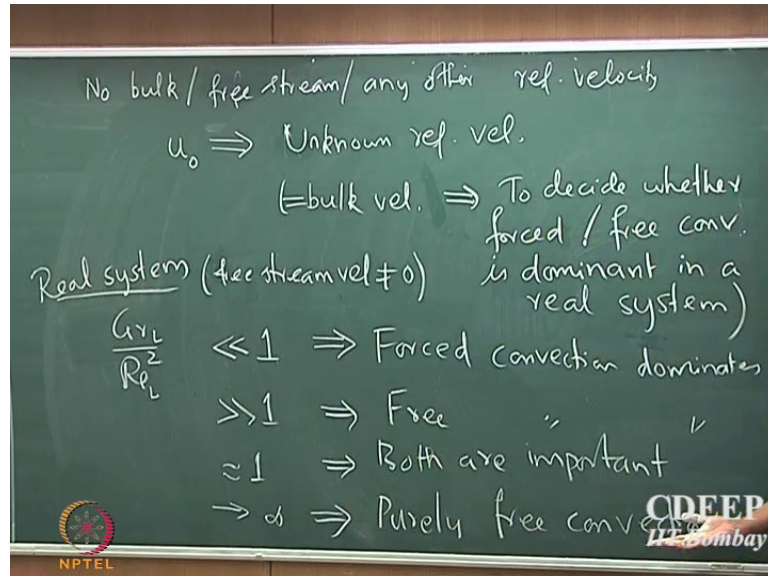 No bulk / free stream / any other ref. velocity
u₀ ⇒ Unknown ref. vel.
(=bulk vel. ⇒ To decide whether
forced / free conv.
is dominant in a
real system)
Real system (free stream vel ≠ 0)
Gr_L / Re_L² << 1 ⇒ Forced convection dominates
>> 1 ⇒ Free " "
≈ 1 ⇒ Both are important
→ ∞ ⇒ Purely free convec
CDEEP
IIT Bombay
NPTEL